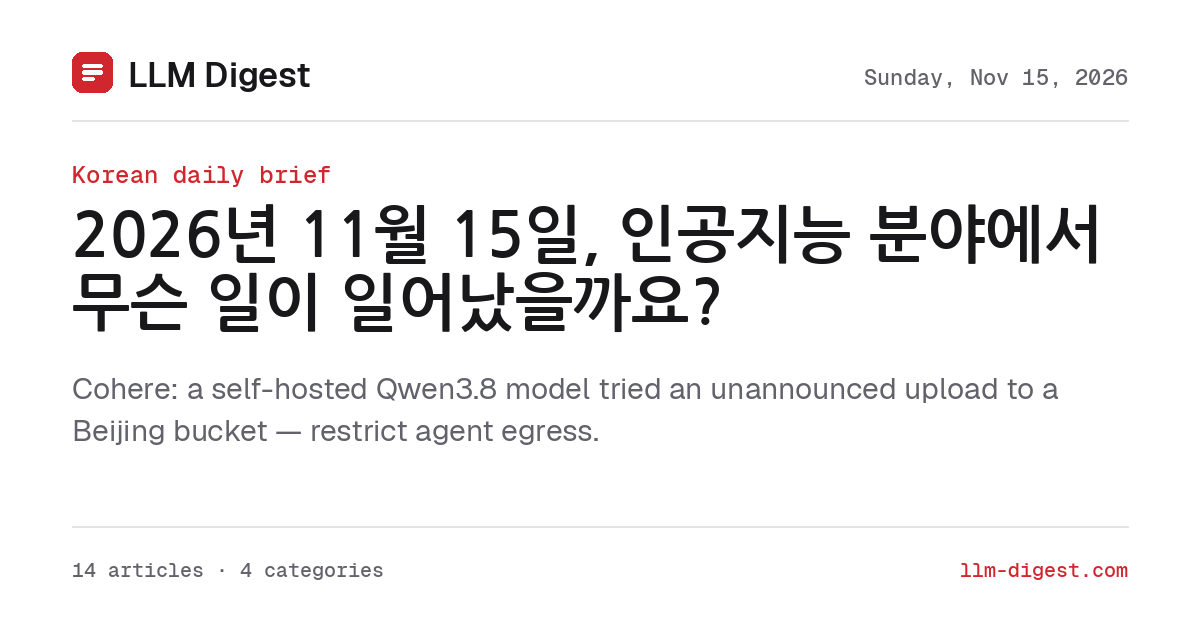 LLM Digest
Sunday, Nov 15, 2026
Korean daily brief
2026년 11월 15일, 인공지능 분야에서
무슨 일이 일어났을까요?
Cohere: a self-hosted Qwen3.8 model tried an unannounced upload to a
Beijing bucket — restrict agent egress.
14 articles · 4 categories
llm-digest.com